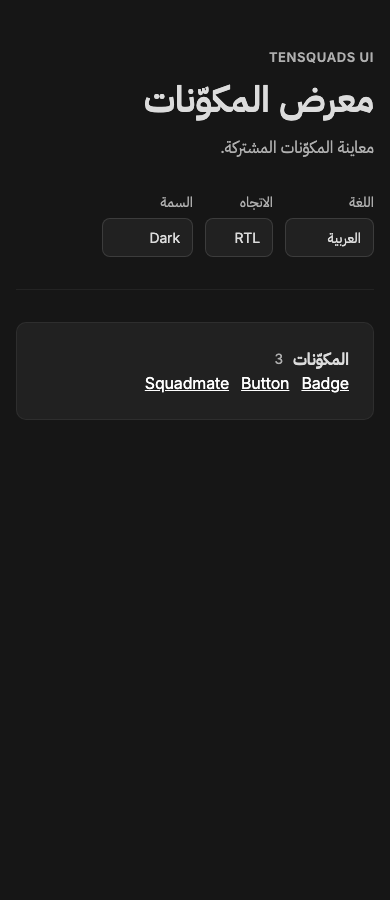 TENSQUADS UI
معرض المكوّنات
معاينة المكوّنات المشتركة.
اللغة الاتجاه السمة
العربية RTL Dark
المكوّنات 3
Badge Button Squadmate